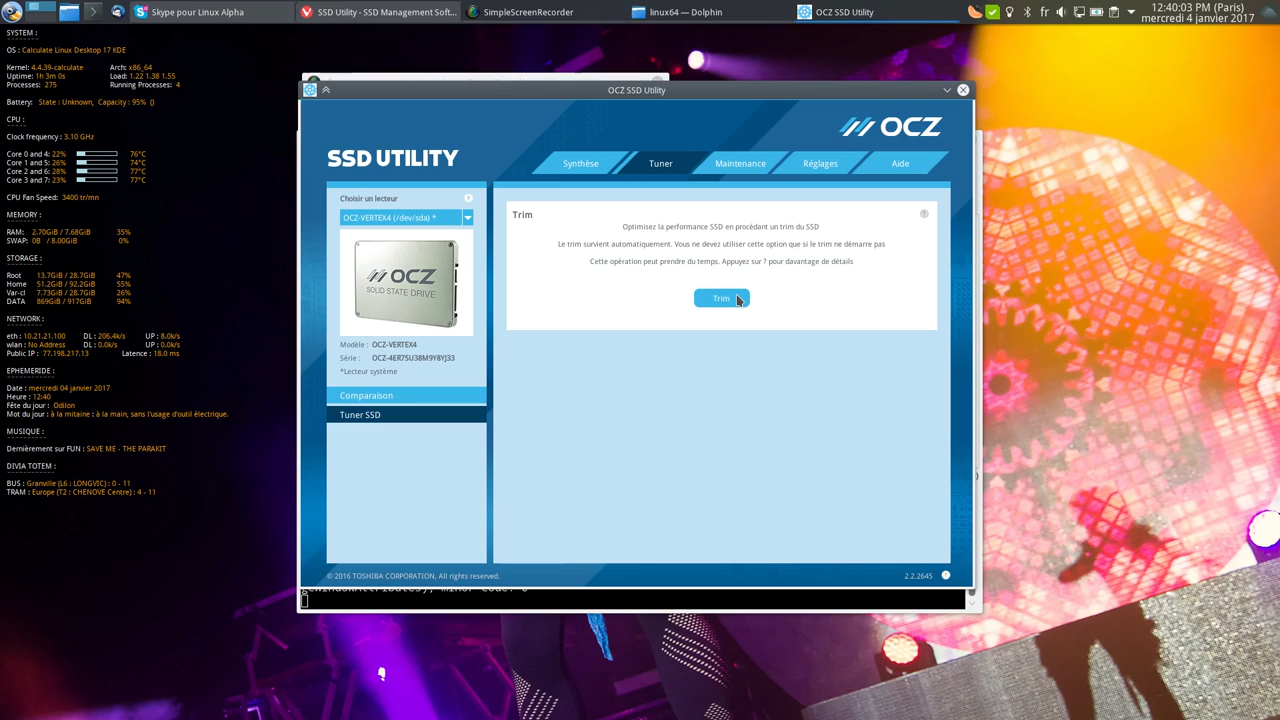 Skype pour Linux Alpha
SSD Utility - SSD Management Softw...
SimpleScreenRecorder
linux64 — Dolphin
OCZ SSD Utility
fr
12:40:03 PM (Paris)
mercredi 4 janvier 2017
SYSTEM :
OS : Calculate Linux Desktop 17 KDE
Kernel: 4.4.39-calculate Arch: x86_64
Uptime: 1h 3m 0s Load: 1.22 1.38 1.55
Processes: 275 Running Processes: 4
Battery: State : Unknown, Capacity : 95% ()
CPU :
Clock frequency : 3.10 GHz
Core 0 and 4: 22% 76°C
Core 1 and 5: 26% 74°C
Core 2 and 6: 28% 77°C
Core 3 and 7: 23% 77°C
CPU Fan Speed: 3400 tr/mn
MEMORY :
RAM: 2.70GiB / 7.68GiB 35%
SWAP: 0B / 8.00GiB 0%
STORAGE :
Root 13.7GiB / 28.7GiB 47%
Home 51.2GiB / 92.2GiB 55%
Var-cl 7.73GiB / 28.7GiB 26%
DATA 869GiB / 917GiB 94%
NETWORK :
eth : 10.21.21.100 DL : 206.4k/s UP : 8.0k/s
wlan : No Address DL : 0.0k/s UP : 0.0k/s
Public IP : 77.198.217.13 Latence : 18.0 ms
EPHEMERIDE :
Date : mercredi 04 janvier 2017
Heure : 12:40
Fête du jour : Odilon
Mot du jour : à la mitaine : à la main, sans l'usage d'outil électrique.
MUSIQUE :
Dernièrement sur FUN : SAVE ME - THE PARAKIT
DIVIA TOTEM :
BUS : Granville (L6 : LONGVIC) : 0 - 11
TRAM : Europe (T2 : CHENOVE Centre) : 4 - 11
OCZ SSD Utility
OCZ
SSD UTILITY
Synthèse
Tuner
Maintenance
Réglages
Aide
Choisir un lecteur ?
OCZ-VERTEX4 (/dev/sda) *
OCZ
SOLID STATE DRIVE
Modèle : OCZ-VERTEX4
Série : OCZ-4ER75U38M9Y8YJ33
*Lecteur système
Comparaison
Tuner SSD
Trim ?
Optimisez la performance SSD en procédant un trim du SSD
Le trim survient automatiquement. Vous ne devez utiliser cette option que si le trim ne démarre pas
Cette opération peut prendre du temps. Appuyez sur ? pour davantage de détails
Trim
© 2016 TOSHIBA CORPORATION, All rights reserved.
2.2.2645 ?